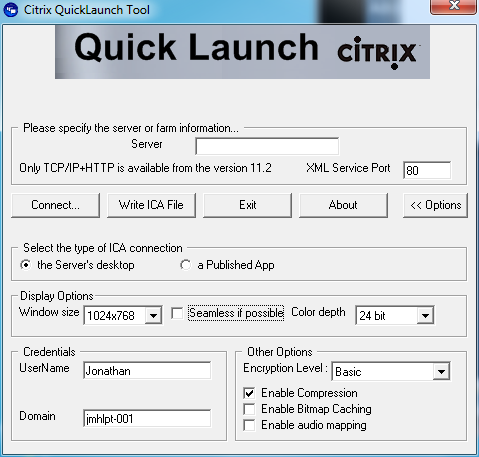 Citrix QuickLaunch Tool
Quick Launch CITRIX
Please specify the server or farm information...
Server
Only TCP/IP+HTTP is available from the version 11.2 XML Service Port 80
Connect... Write ICA File Exit About << Options
Select the type of ICA connection
the Server's desktop a Published App
Display Options
Window size 1024x768 Seamless if possible Color depth 24 bit
Credentials
UserName Jonathan
Domain jmhlpt-001
Other Options
Encryption Level : Basic
Enable Compression
Enable Bitmap Caching
Enable audio mapping